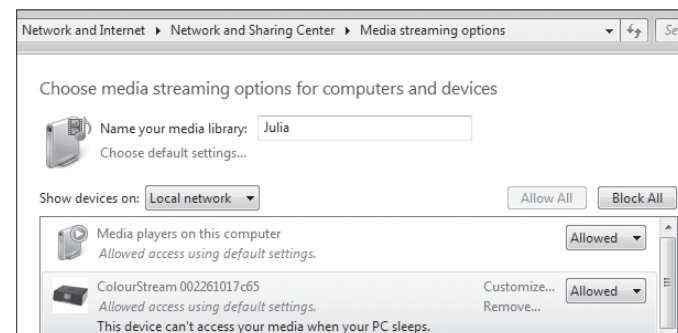 Network and Internet ▸ Network and Sharing Center ▸ Media streaming options
Choose media streaming options for computers and devices
Name your media library: Julia
Choose default settings...
Show devices on: Local network Allow All Block All
Media players on this computer Allowed
Allowed access using default settings.
ColourStream 002261017c65 Customize... Allowed
Allowed access using default settings. Remove...
This device can't access your media when your PC sleeps.